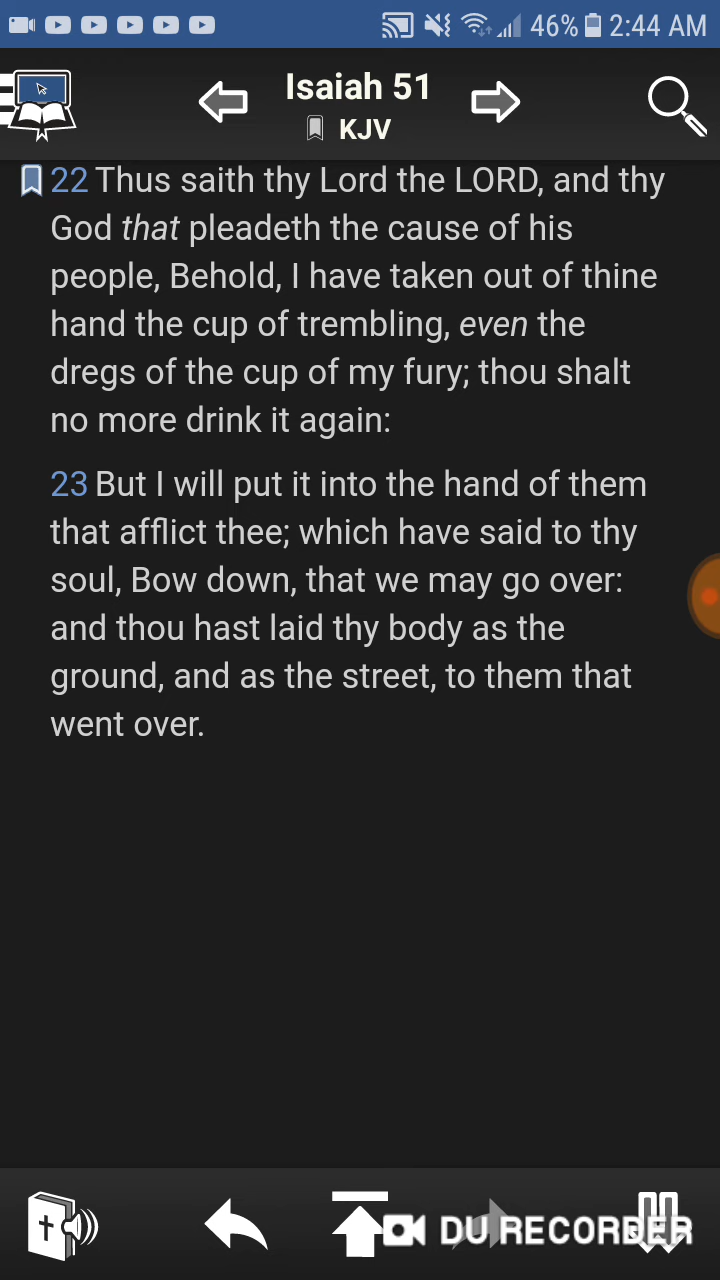 46% 2:44 AM
Isaiah 51
KJV
22 Thus saith thy Lord the LORD, and thy
God that pleadeth the cause of his
people, Behold, I have taken out of thine
hand the cup of trembling, even the
dregs of the cup of my fury; thou shalt
no more drink it again:
23 But I will put it into the hand of them
that afflict thee; which have said to thy
soul, Bow down, that we may go over:
and thou hast laid thy body as the
ground, and as the street, to them that
went over.
DU RECORDER